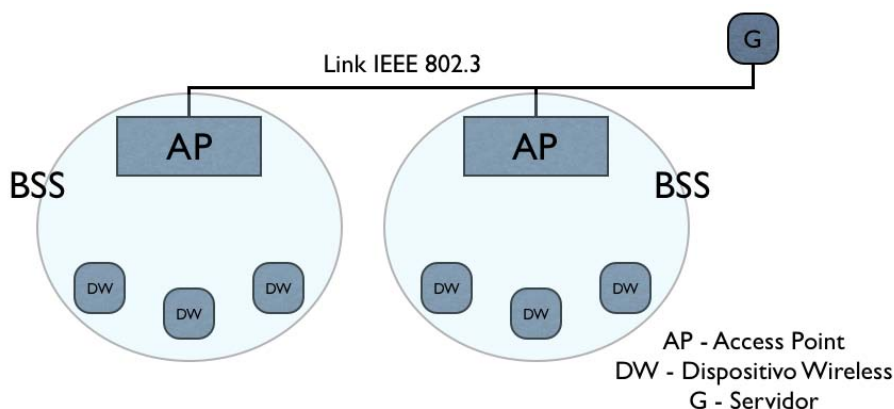 G
Link IEEE 802.3
AP
AP
BSS
BSS
DW
DW
DW
DW
DW
DW
AP - Access Point
DW - Dispositivo Wireless
G - Servidor